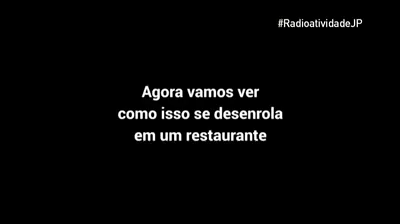 #RadioatividadeJP
Agora vamos ver
como isso se desenrola
em um restaurante